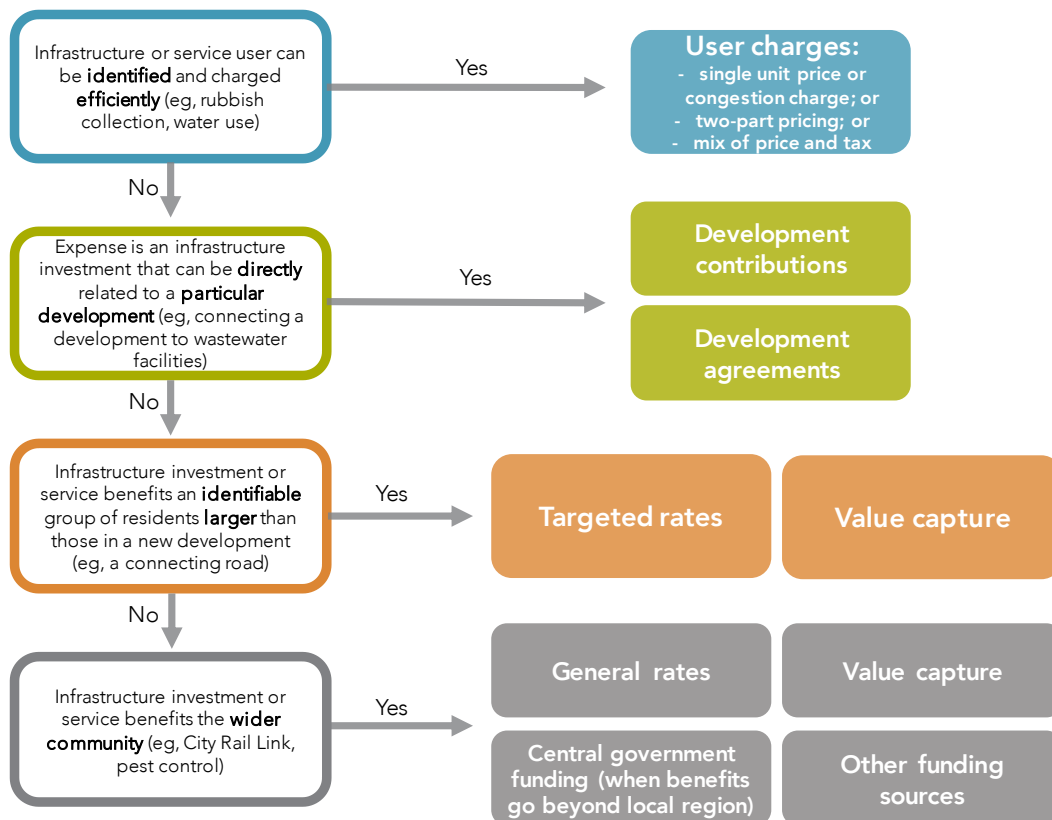 Infrastructure or service user can
be identified and charged
efficiently (eg, rubbish
collection, water use)
Yes
User charges:
- single unit price or
congestion charge; or
- two-part pricing; or
- mix of price and tax
No
Expense is an infrastructure
investment that can be directly
related to a particular
development (eg, connecting a
development to wastewater
facilities)
Yes
Development
contributions
Development
agreements
No
Infrastructure investment or
service benefits an identifiable
group of residents larger than
those in a new development
(eg, a connecting road)
Yes
Targeted rates
Value capture
No
Infrastructure investment or
service benefits the wider
community (eg, City Rail Link,
pest control)
Yes
General rates
Value capture
Central government
funding (when benefits
go beyond local region)
Other funding
sources